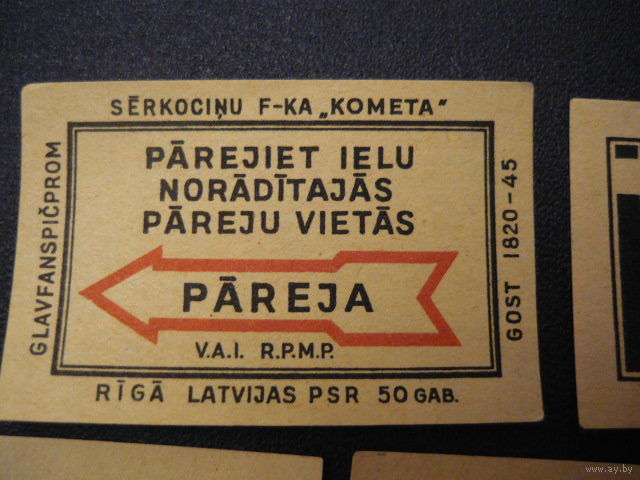 SĒRKOCIŅU F-KA „KOMETA"
GLAVFANSPIČPROM
PĀREJIET IELU
NORĀDĪTAJĀS
PĀREJU VIETĀS
PĀREJA
V.A.I. R.P.M.P.
GOST 1820-45
RĪGĀ LATVIJAS PSR 50 GAB.
www.ay.by